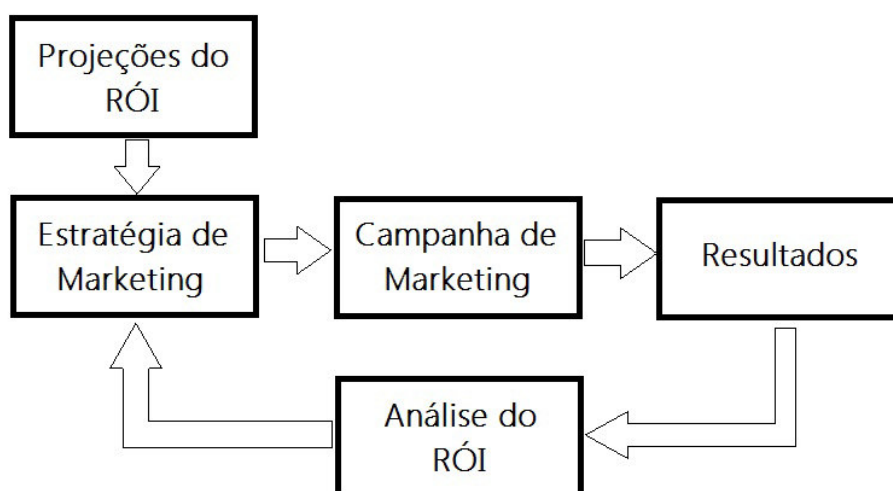 Projeções do
RÓI
Estratégia de
Marketing
Campanha de
Marketing
Resultados
Análise do
RÓI